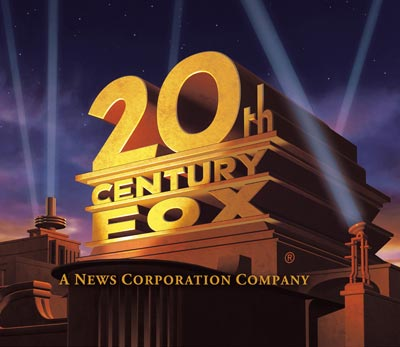 20th
CENTURY
FOX
®
A NEWS CORPORATION COMPANY